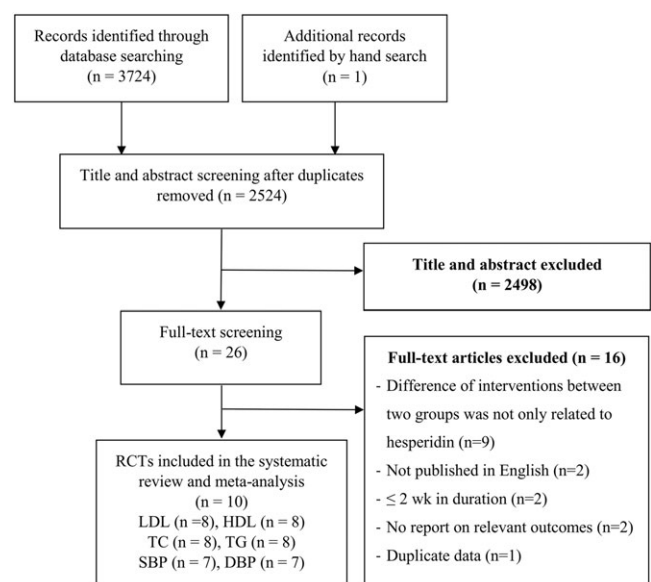 Records identified through
database searching
(n = 3724)
Additional records
identified by hand search
(n = 1)
Title and abstract screening after duplicates
removed (n = 2524)
Title and abstract excluded
(n = 2498)
Full-text screening
(n = 26)
Full-text articles excluded (n = 16)
- Difference of interventions between
two groups was not only related to
hesperidin (n=9)
- Not published in English (n=2)
- ≤ 2 wk in duration (n=2)
- No report on relevant outcomes (n=2)
- Duplicate data (n=1)
RCTs included in the systematic
review and meta-analysis
(n = 10)
LDL (n =8), HDL (n = 8)
TC (n = 8), TG (n = 8)
SBP (n = 7), DBP (n = 7)